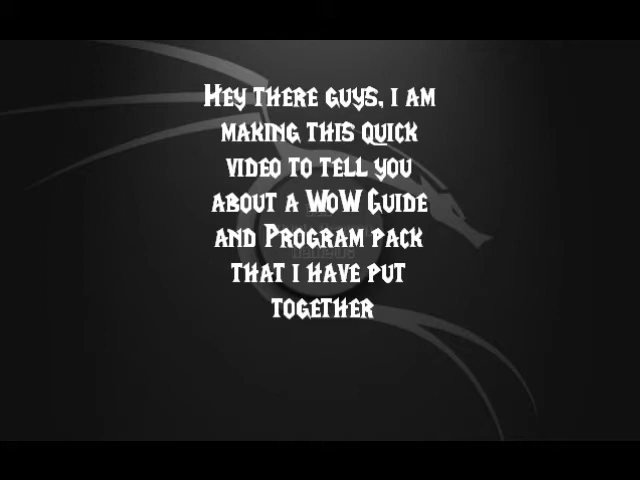 Hey there guys, i am
making this quick
video to tell you
about a WoW Guide
and Program pack
that i have put
together